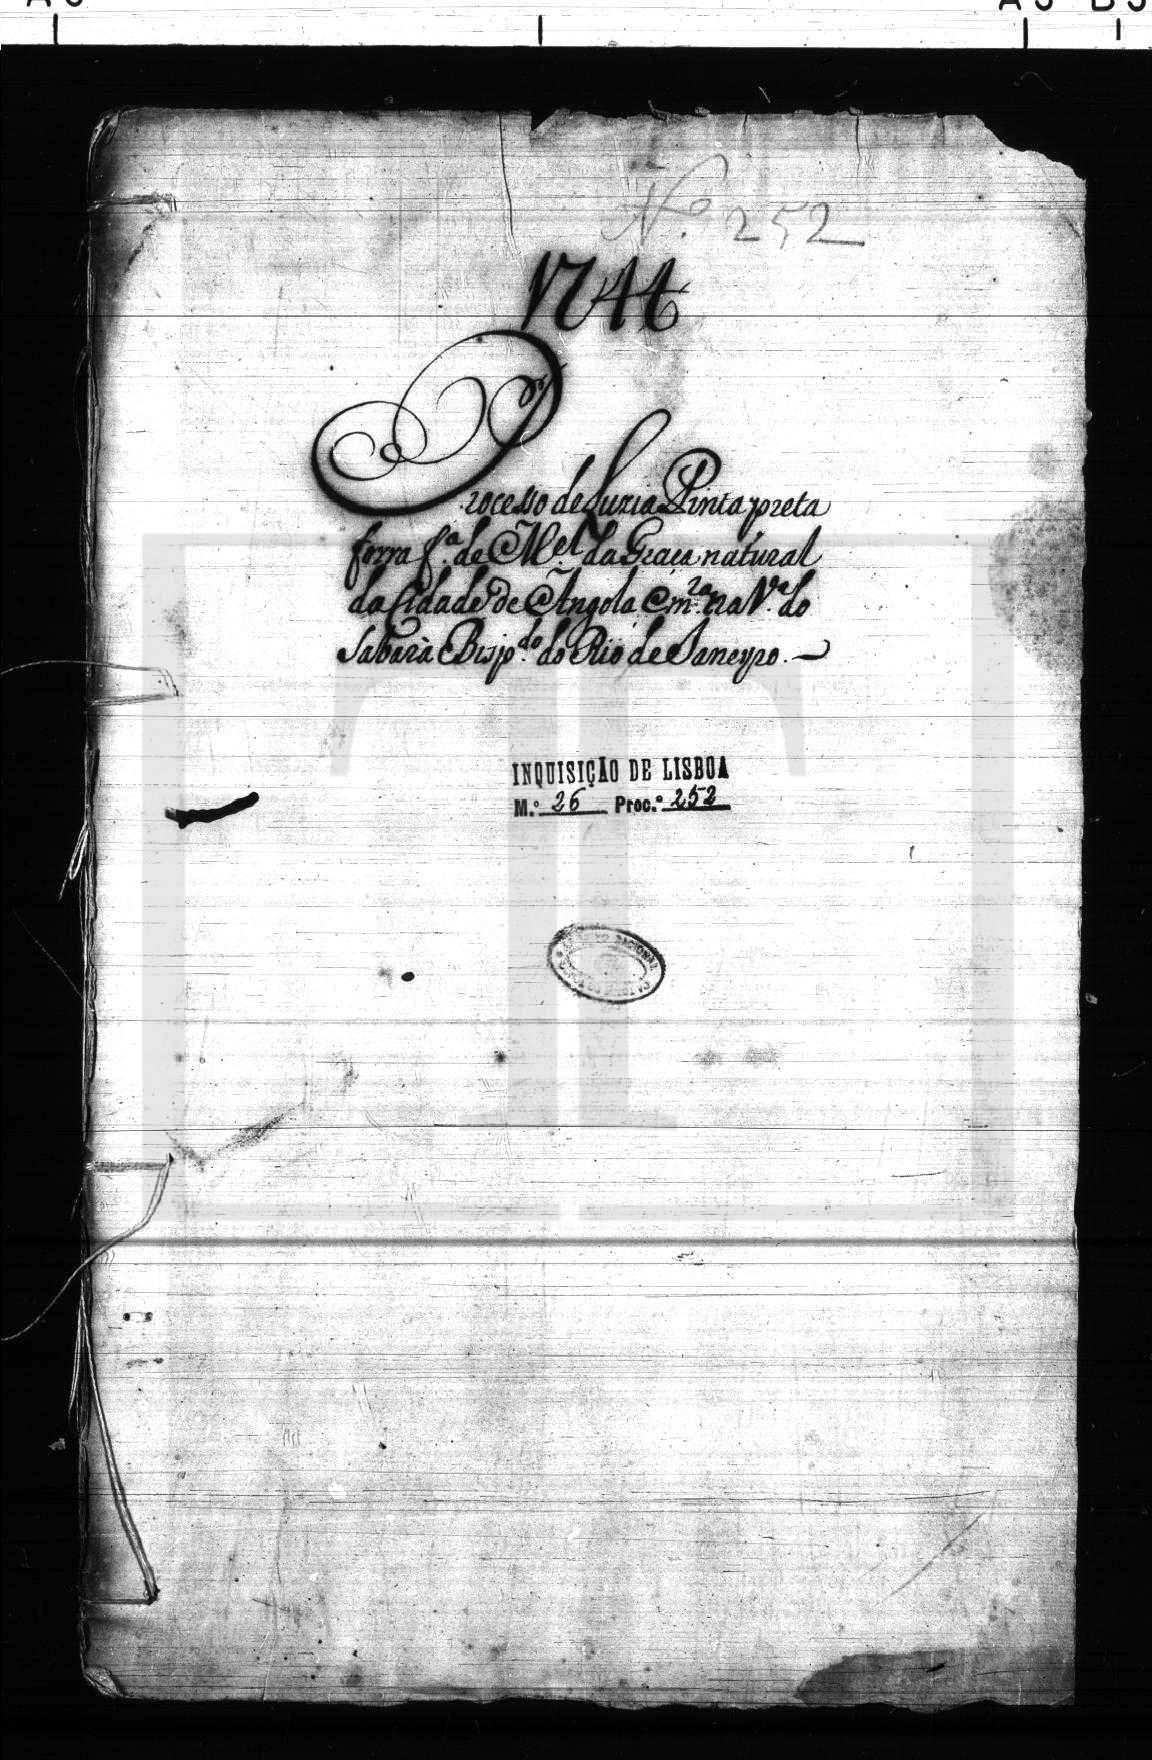 N.º 252
1744
Processo de Luzia Pinta preta
forra f.ª de M.el da Graça natural
da Cidade de Angola e m.ra na V.ª do
Sabarà Bisp.do do Rio de Janeyro. —
INQUISIÇÃO DE LISBOA
M.º 26 Proc.º 252